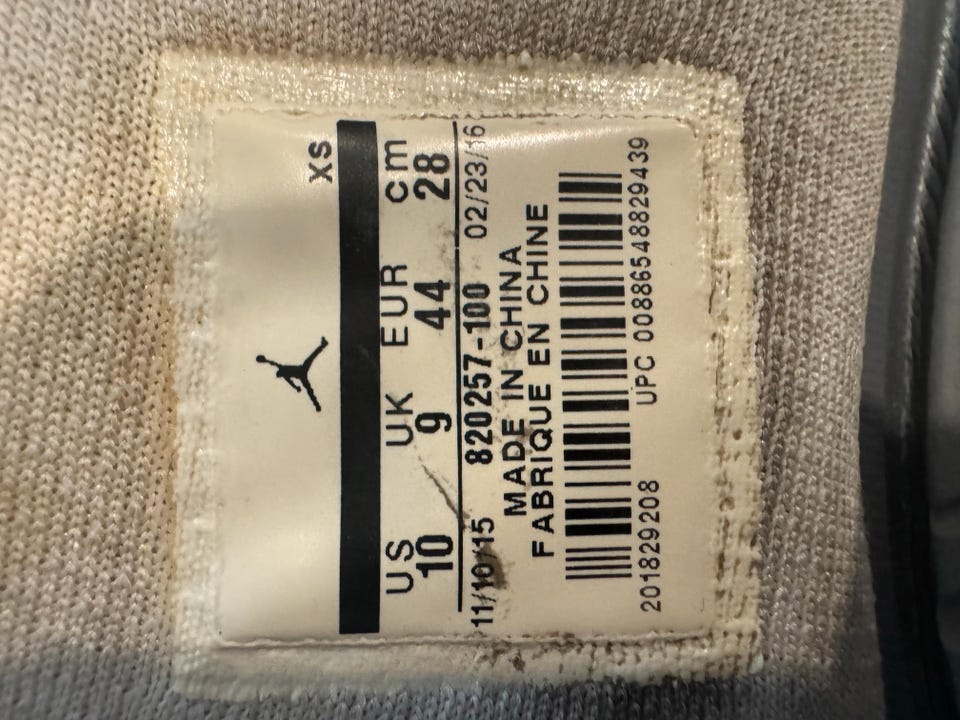 XS
US UK EUR cm
10 9 44 28
11/10/15 820257-100 02/23/16
MADE IN CHINA
FABRIQUE EN CHINE
2018292208 UPC 00886548829439